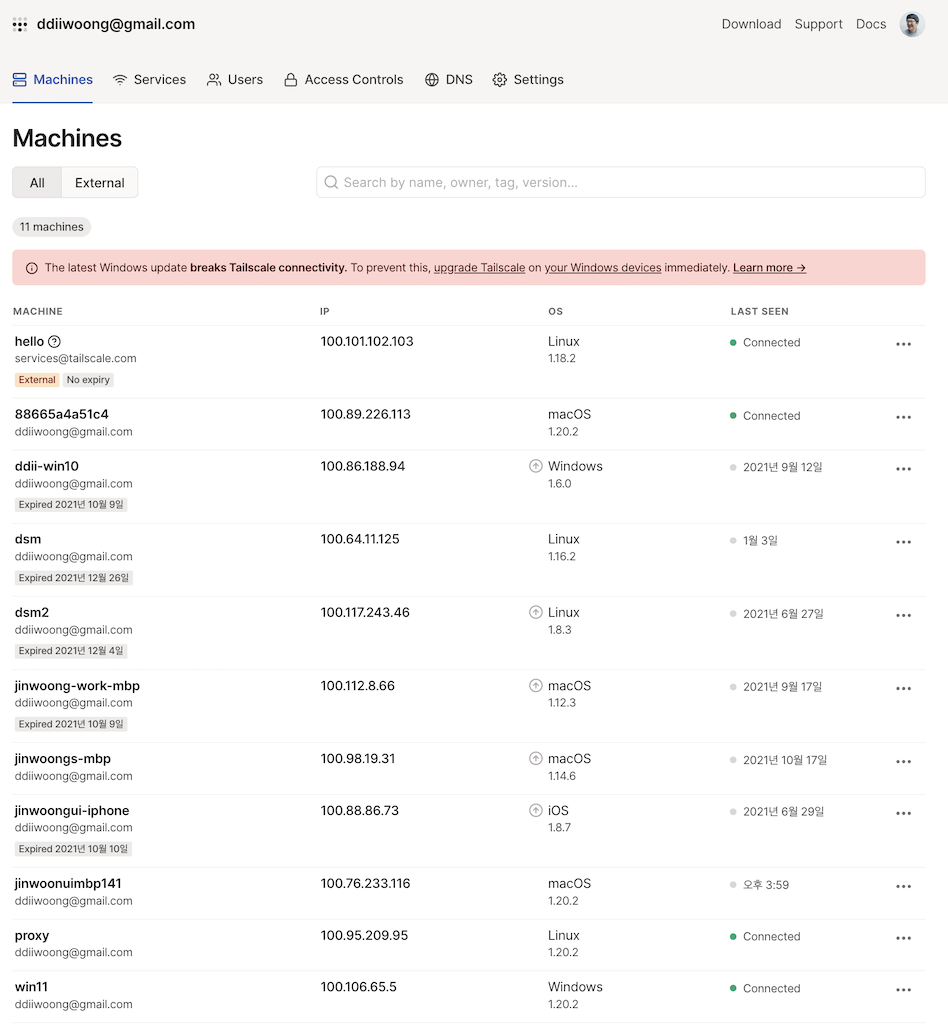 ddiiwoong@gmail.com
Download Support Docs
Machines Services Users Access Controls DNS Settings
Machines
All External
Search by name, owner, tag, version...
11 machines
The latest Windows update breaks Tailscale connectivity. To prevent this, upgrade Tailscale on your Windows devices immediately. Learn more →
MACHINE IP OS LAST SEEN
hello 100.101.102.103 Linux Connected
services@tailscale.com 1.18.2
External No expiry
88665a4a51c4 100.89.226.113 macOS Connected
ddiiwoong@gmail.com 1.20.2
ddii-win10 100.86.188.94 Windows 2021년 9월 12일
ddiiwoong@gmail.com 1.6.0
Expired 2021년 10월 9일
dsm 100.64.11.125 Linux 1월 3일
ddiiwoong@gmail.com 1.16.2
Expired 2021년 12월 26일
dsm2 100.117.243.46 Linux 2021년 6월 27일
ddiiwoong@gmail.com 1.8.3
Expired 2021년 12월 4일
jinwoong-work-mbp 100.112.8.66 macOS 2021년 9월 17일
ddiiwoong@gmail.com 1.12.3
Expired 2021년 10월 9일
jinwoongs-mbp 100.98.19.31 macOS 2021년 10월 17일
ddiiwoong@gmail.com 1.14.6
jinwoongui-iphone 100.88.86.73 iOS 2021년 6월 29일
ddiiwoong@gmail.com 1.8.7
Expired 2021년 10월 10일
jinwoonuimbp141 100.76.233.116 macOS 오후 3:59
ddiiwoong@gmail.com 1.20.2
proxy 100.95.209.95 Linux Connected
ddiiwoong@gmail.com 1.20.2
win11 100.106.65.5 Windows Connected
ddiiwoong@gmail.com 1.20.2